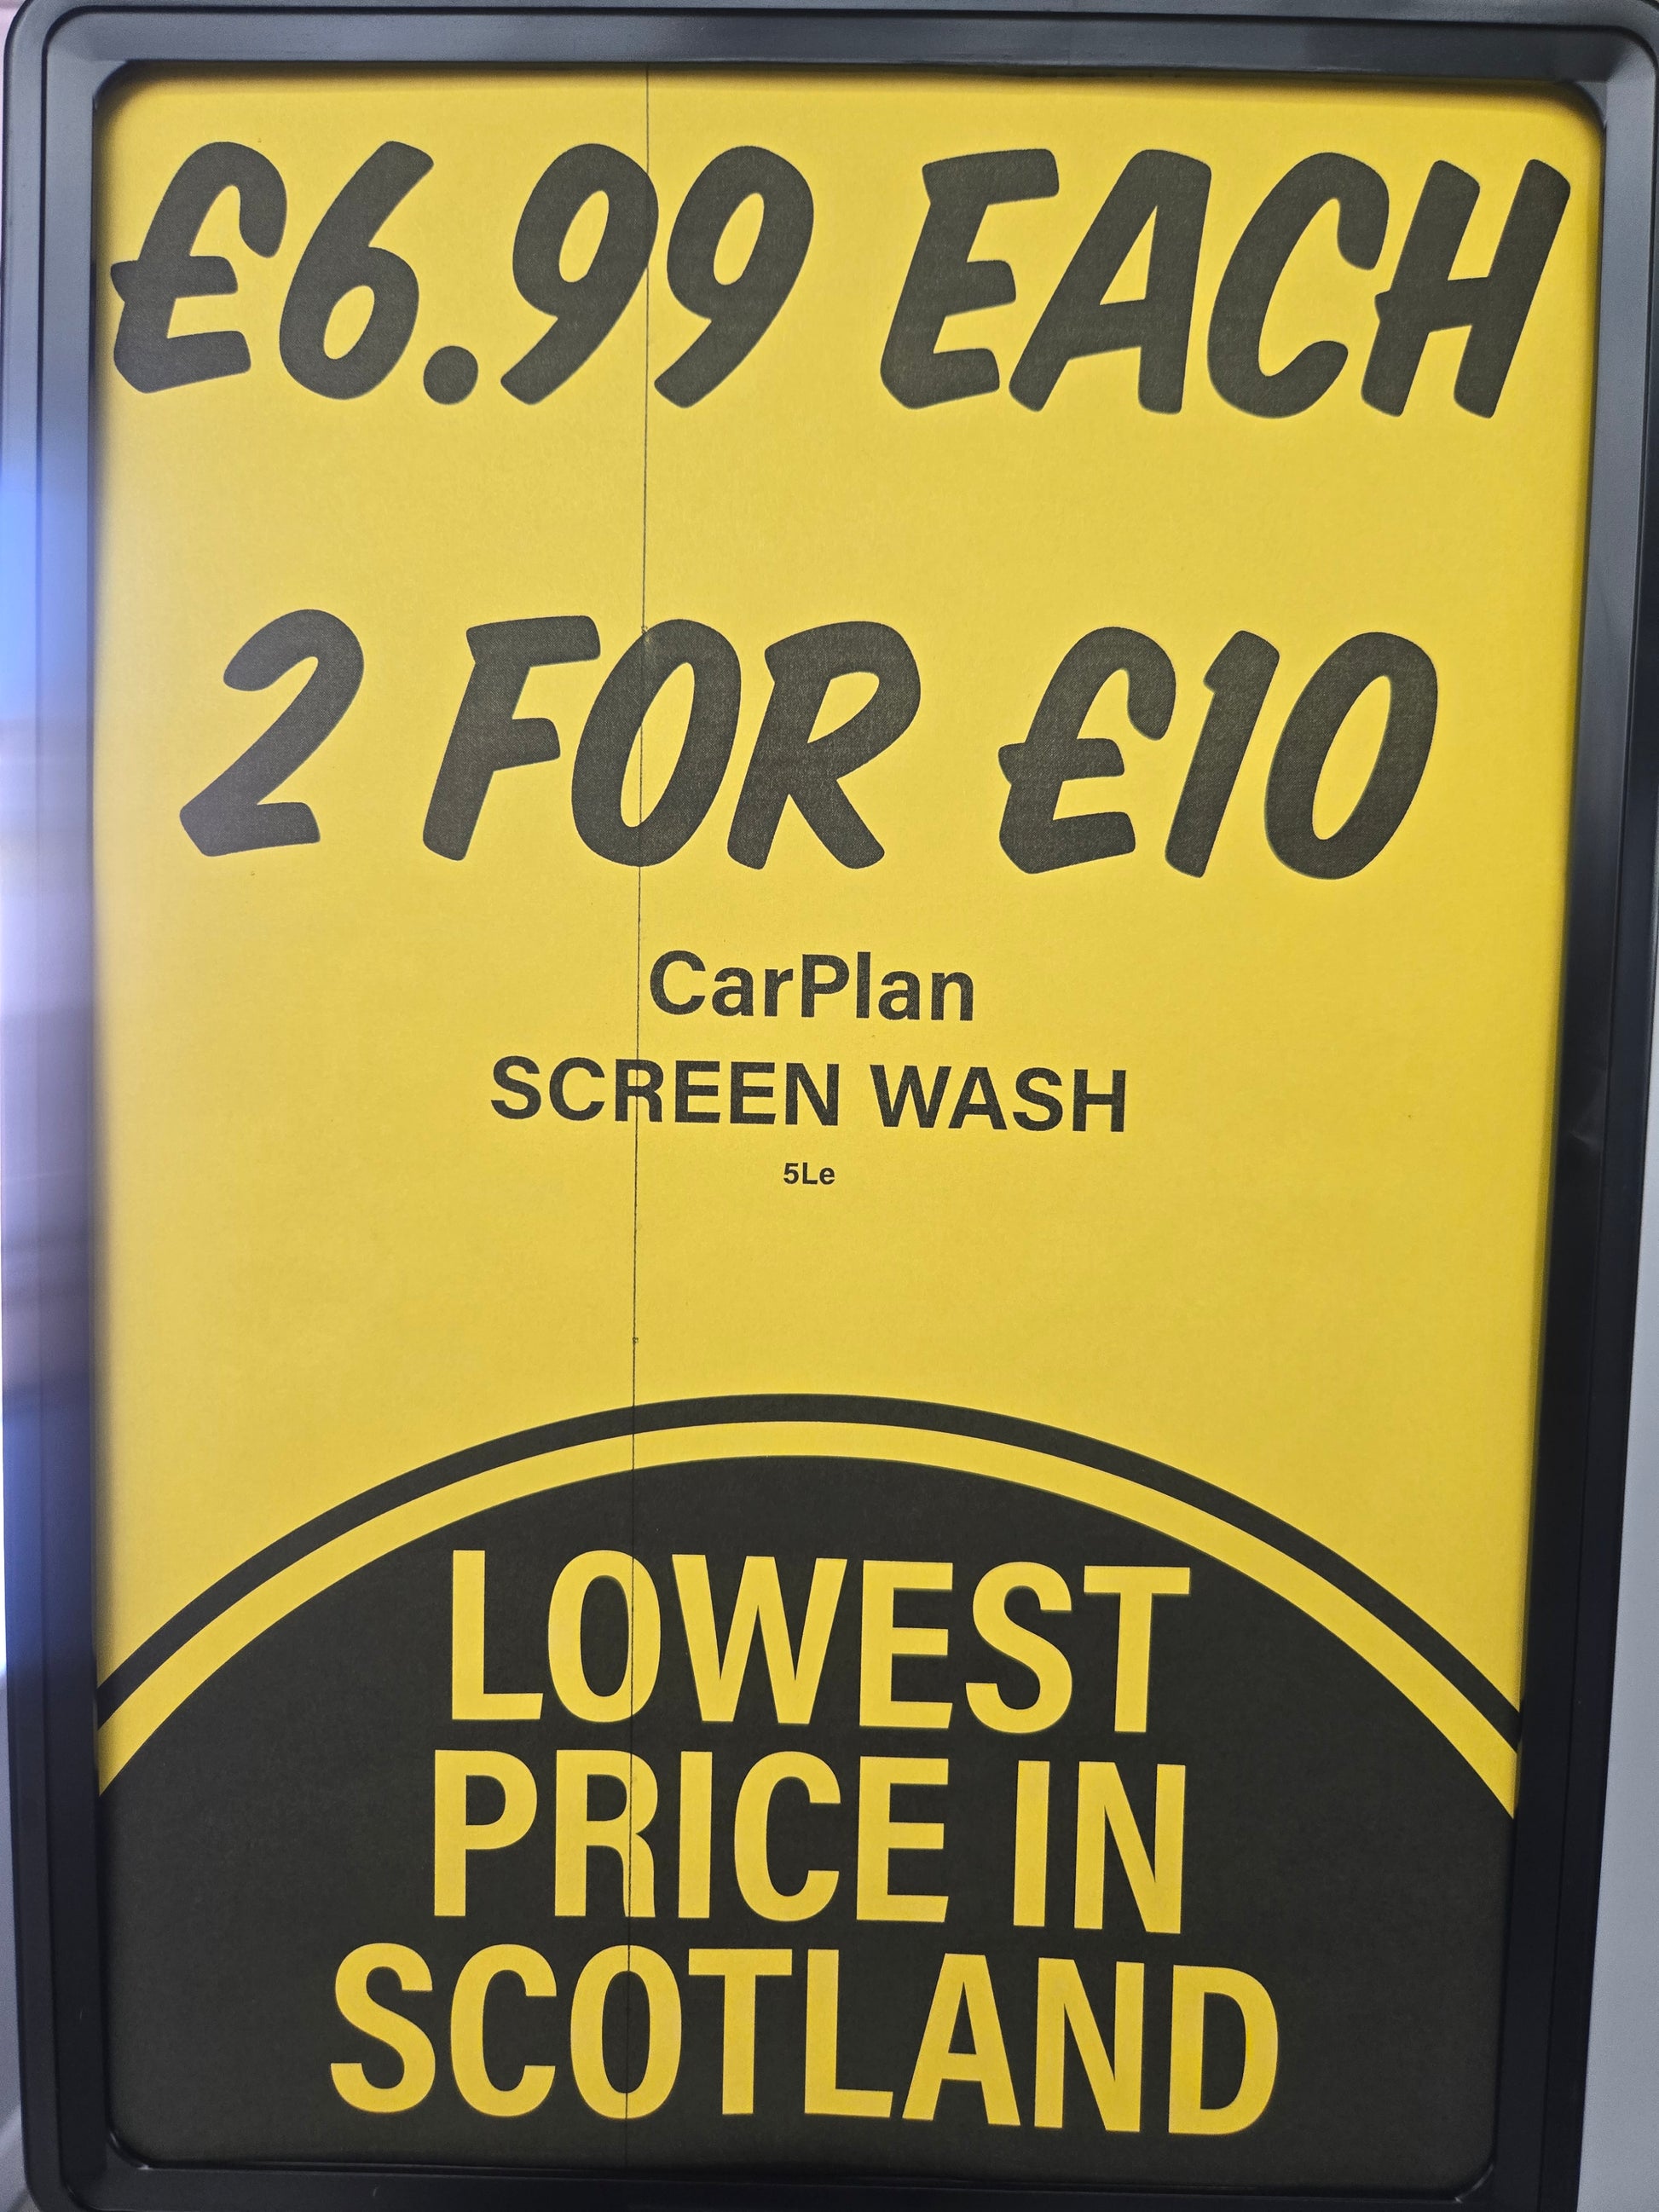 £6.99 EACH
2 FOR £10
CarPlan
SCREEN WASH
5Le
LOWEST
PRICE IN
SCOTLAND